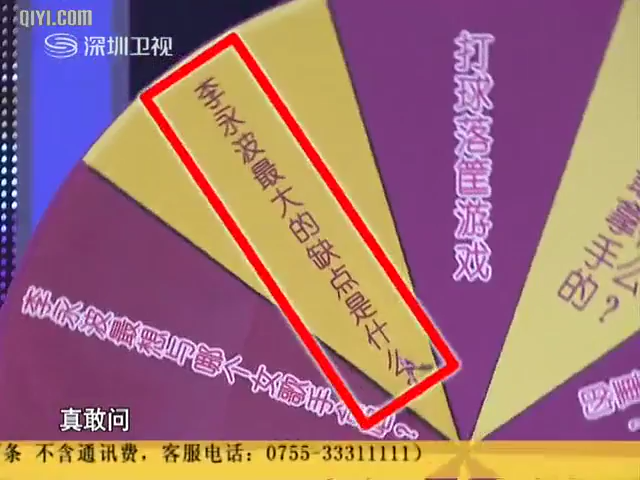 QIYI.com
深圳卫视
打球落筐游戏
李永波最大的缺点是什么?
李永波最想与哪个女歌手合
真敢问
条 不含通讯费，客服电话：0755-33311111）